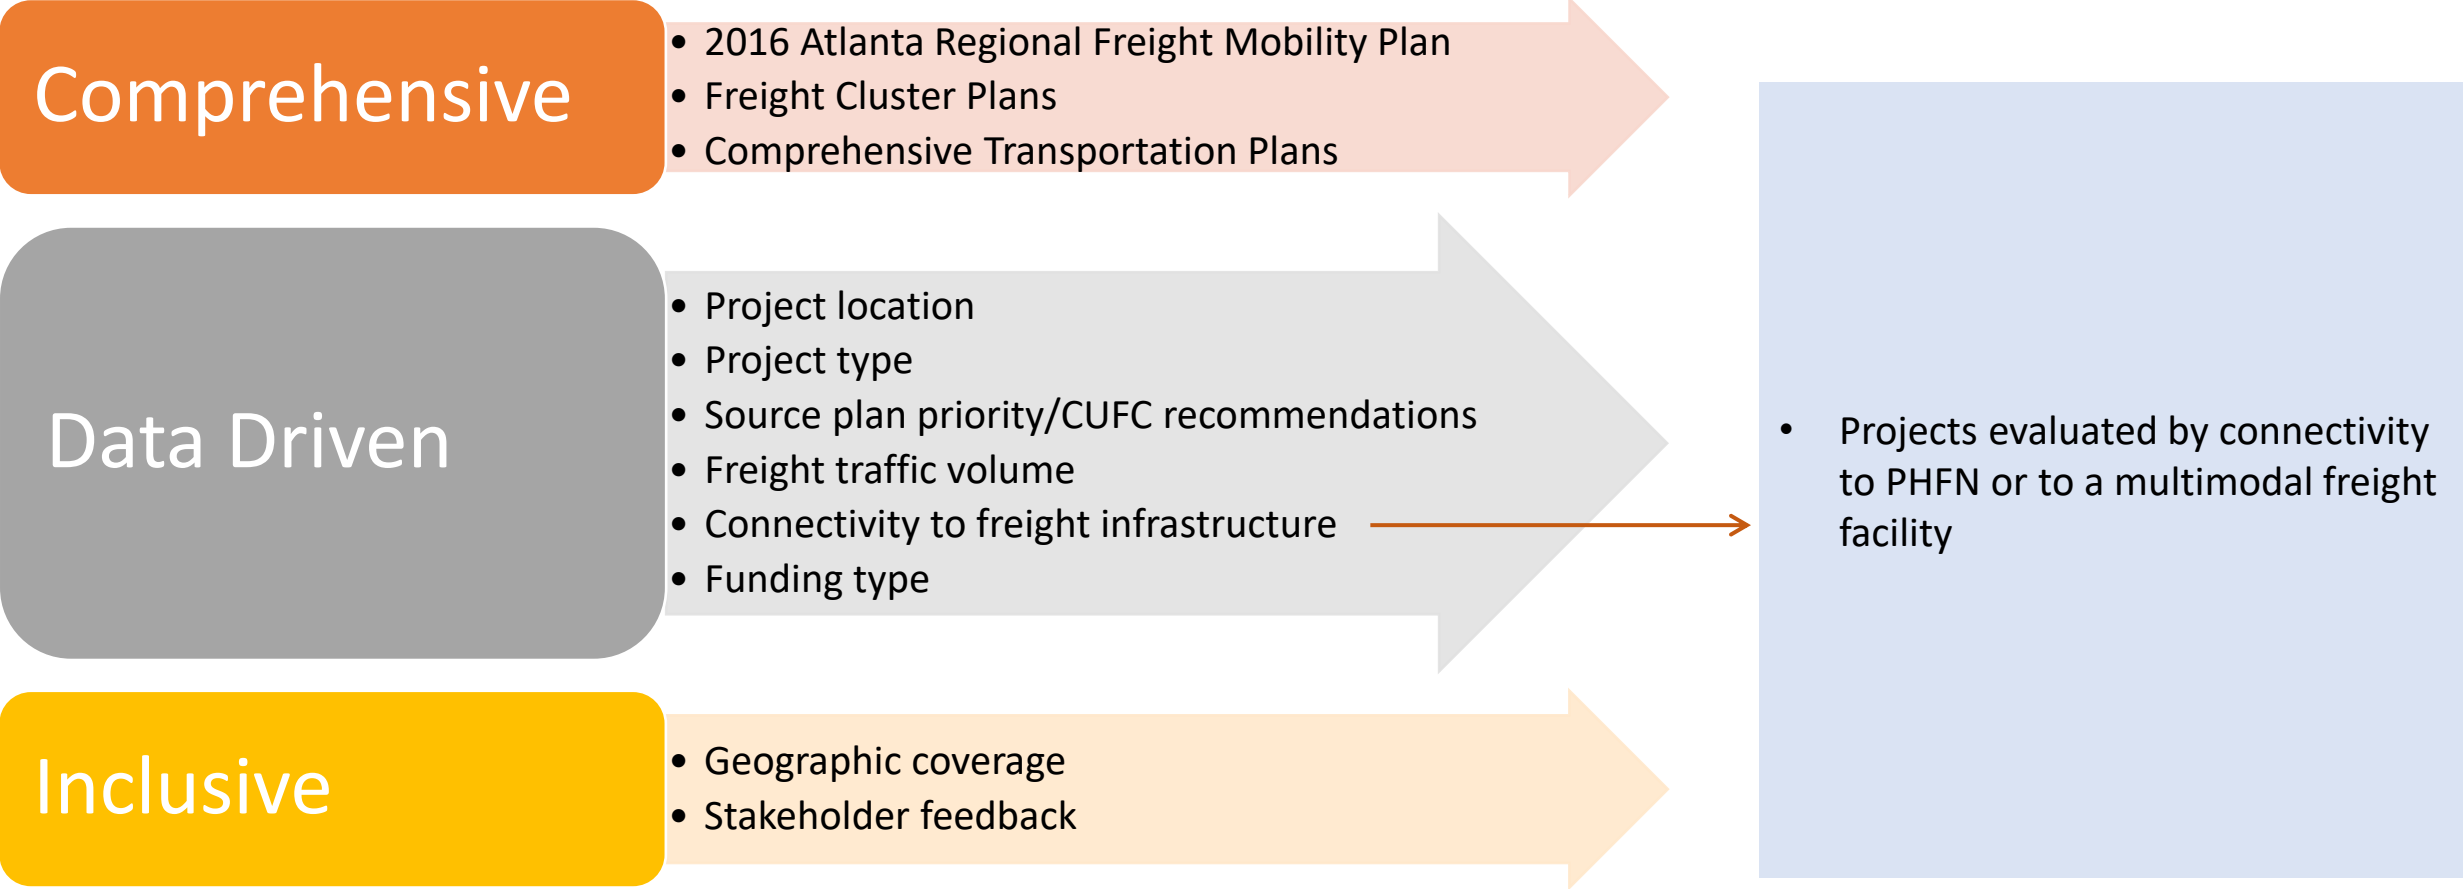 Comprehensive
• 2016 Atlanta Regional Freight Mobility Plan
• Freight Cluster Plans
• Comprehensive Transportation Plans
Data Driven
• Project location
• Project type
• Source plan priority/CUFC recommendations
• Freight traffic volume
• Connectivity to freight infrastructure
• Funding type
• Projects evaluated by connectivity
to PHFN or to a multimodal freight
facility
Inclusive
• Geographic coverage
• Stakeholder feedback